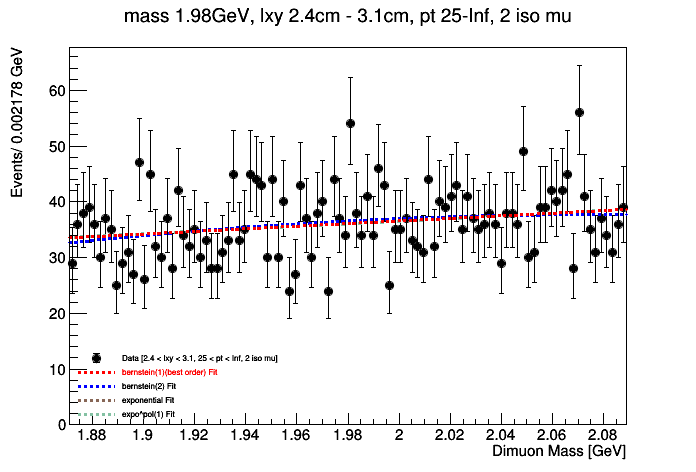 mass 1.98GeV, lxy 2.4cm - 3.1cm, pt 25-Inf, 2 iso mu
Events/ 0.002178 GeV
60
50
40
30
20
10
0
Data [2.4 < lxy < 3.1, 25 < pt < Inf, 2 iso mu]
bernstein(1)(best order) Fit
bernstein(2) Fit
exponential Fit
expo*pol(1) Fit
1.88 1.9 1.92 1.94 1.96 1.98 2 2.02 2.04 2.06 2.08
Dimuon Mass [GeV]